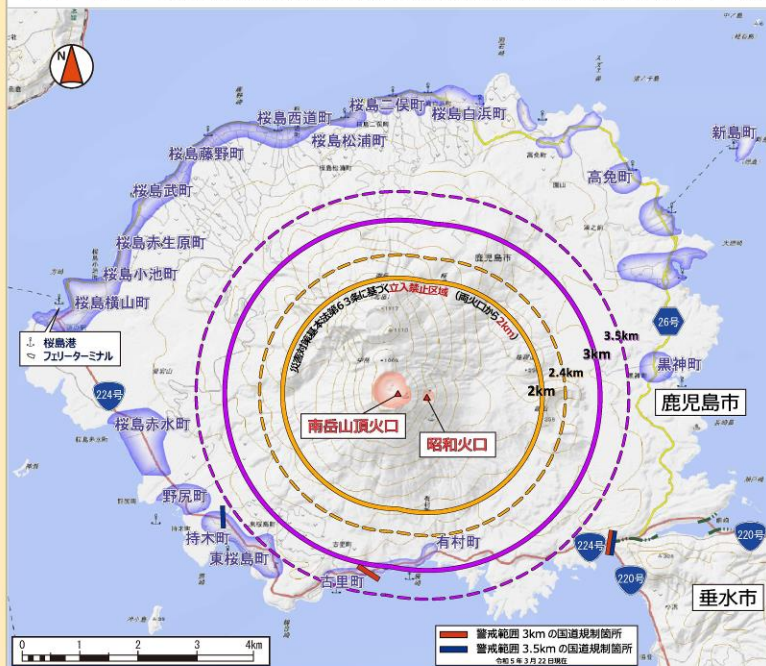 N
桜島二俣町
桜島西道町
桜島白浜町
桜島松浦町
桜島藤野町
新島町
高免町
桜島武町
桜島赤生原町
桜島小池町
桜島横山町
鹿児島市
災害対策基本法第63条に基づく立入禁止区域 (両火口から2km)
26号
3.5km
3km
2.4km
2km
黒神町
桜島港
フェリーターミナル
224号
鹿児島市
南岳山頂火口
昭和火口
桜島赤水町
野尻町
持木町
東桜島町
有村町
古里町
224号
220号
220号
垂水市
0 1 2 3 4km
警戒範囲 3km の国道規制箇所
警戒範囲 3.5km の国道規制箇所
令和5年3月22日現在